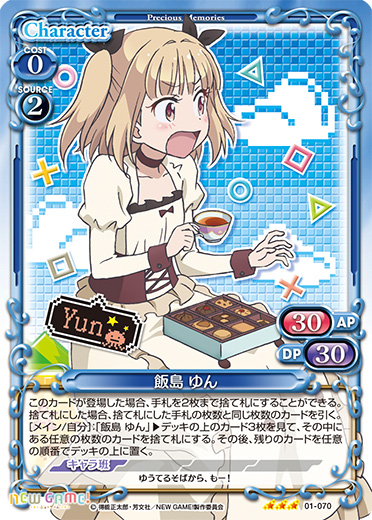 Precious Memories
Character
COST
0
SOURCE
2
Yun
30 AP
DP 30
飯島 ゆん
このカードが登場した場合、手札を2枚まで捨て札にすることができる。
捨て札にした場合、捨て札にした手札の枚数と同じ枚数のカードを引く。
[メイン/自分]:『飯島 ゆん』▶デッキの上のカード3枚を見て、その中に
ある任意の枚数のカードを捨て札にする。その後、残りのカードを任意
の順番でデッキの上に置く。
キャラ班
ゆうてるそばから、もー!
NEW GAME!
© 得能正太郎・芳文社/NEW GAME!製作委員会
★★★ 01-070